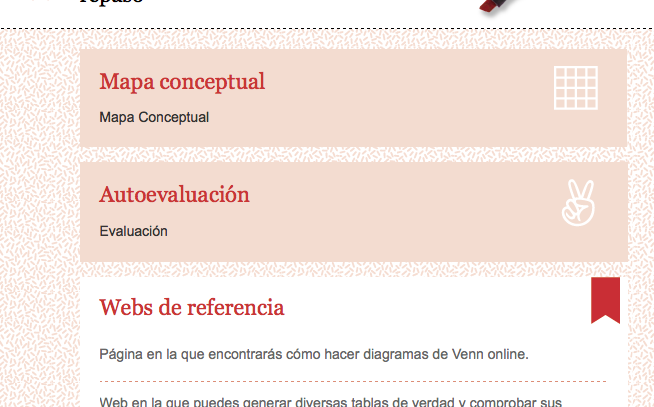 repaso
Mapa conceptual
Mapa Conceptual
Autoevaluación
Evaluación
Webs de referencia
Página en la que encontrarás cómo hacer diagramas de Venn online.
Web en la que puedes generar diversas tablas de verdad y comprobar sus